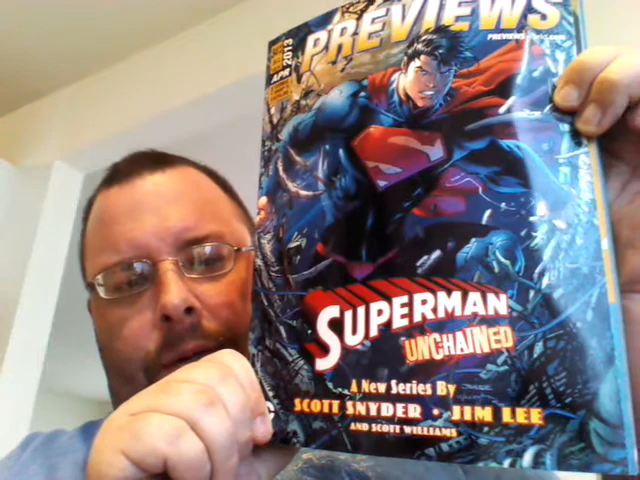 PREVIEWS
APR 2013
SUPERMAN
UNCHAINED
A New Series By
SCOTT SNYDER • JIM LEE
AND SCOTT WILLIAMS